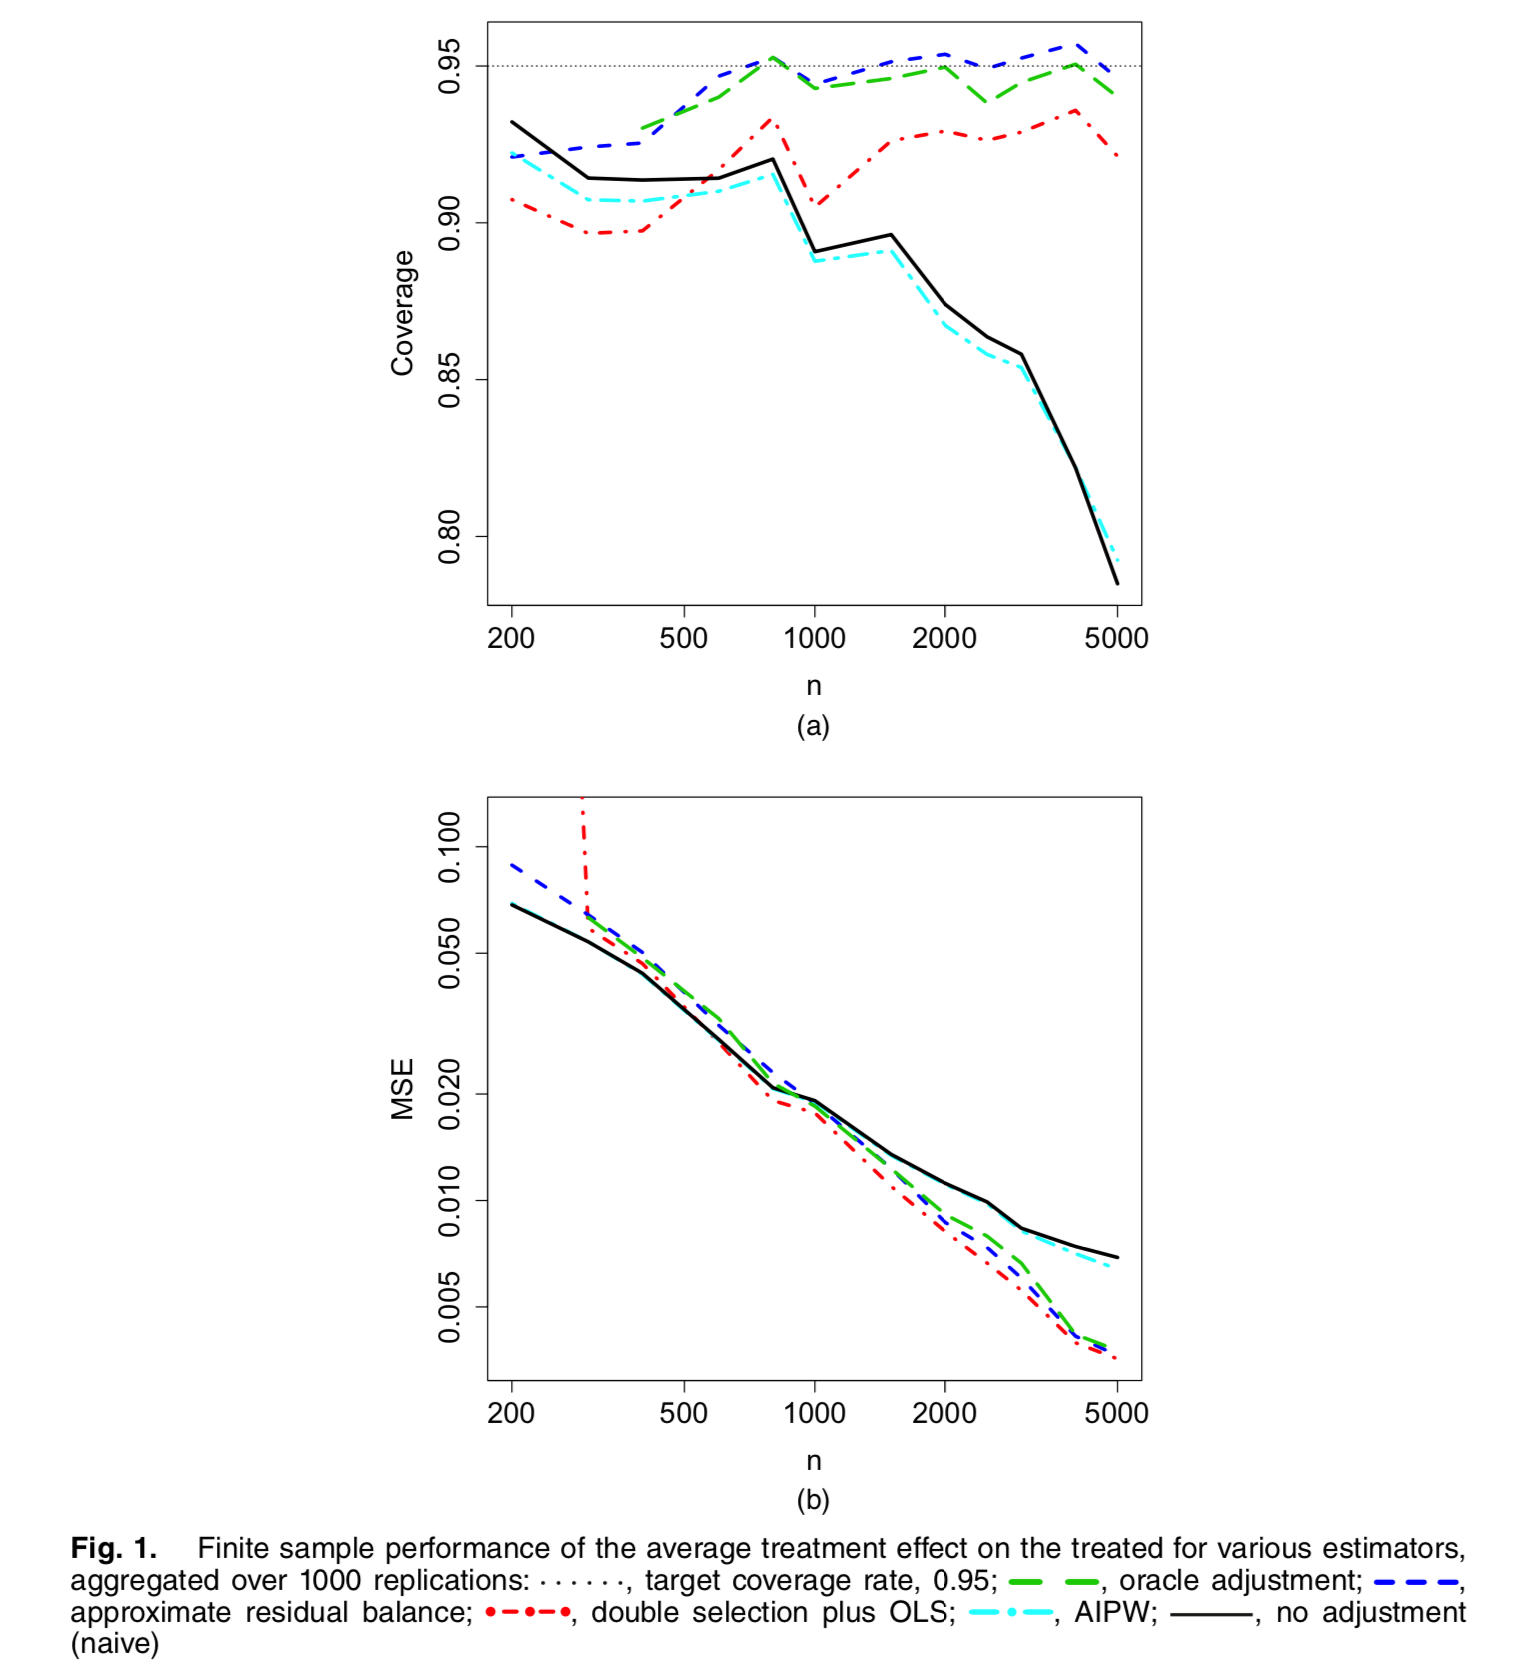 0.95
0.90
0.85
0.80
Coverage
200 500 1000 2000 5000
n
(a)
0.100
0.050
0.020
0.010
0.005
MSE
200 500 1000 2000 5000
n
(b)
Fig. 1. Finite sample performance of the average treatment effect on the treated for various estimators,
aggregated over 1000 replications: · · · · · ·, target coverage rate, 0.95; — —, oracle adjustment; – – – –,
approximate residual balance; •–•–•, double selection plus OLS; — · —, AIPW; ———, no adjustment
(naive)